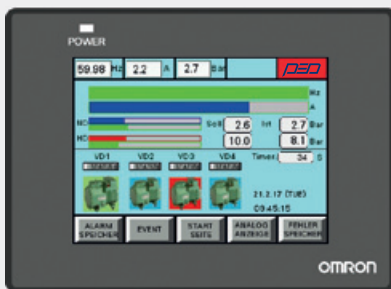 POWER
59.98 Hz 2.2 A 2.7 Bar
Hz
A
ND Soll 2.6 Ist 2.7 Bar
HD 10.0 8.1 Bar
VD1 VD2 VD3 VD4 Timer: 34 S
21.2.17 (TUE)
09:45:15
ALARM SPEICHER EVENT START SEITE ANALOG ANZEIGE FEHLER SPEICHER
OMRON